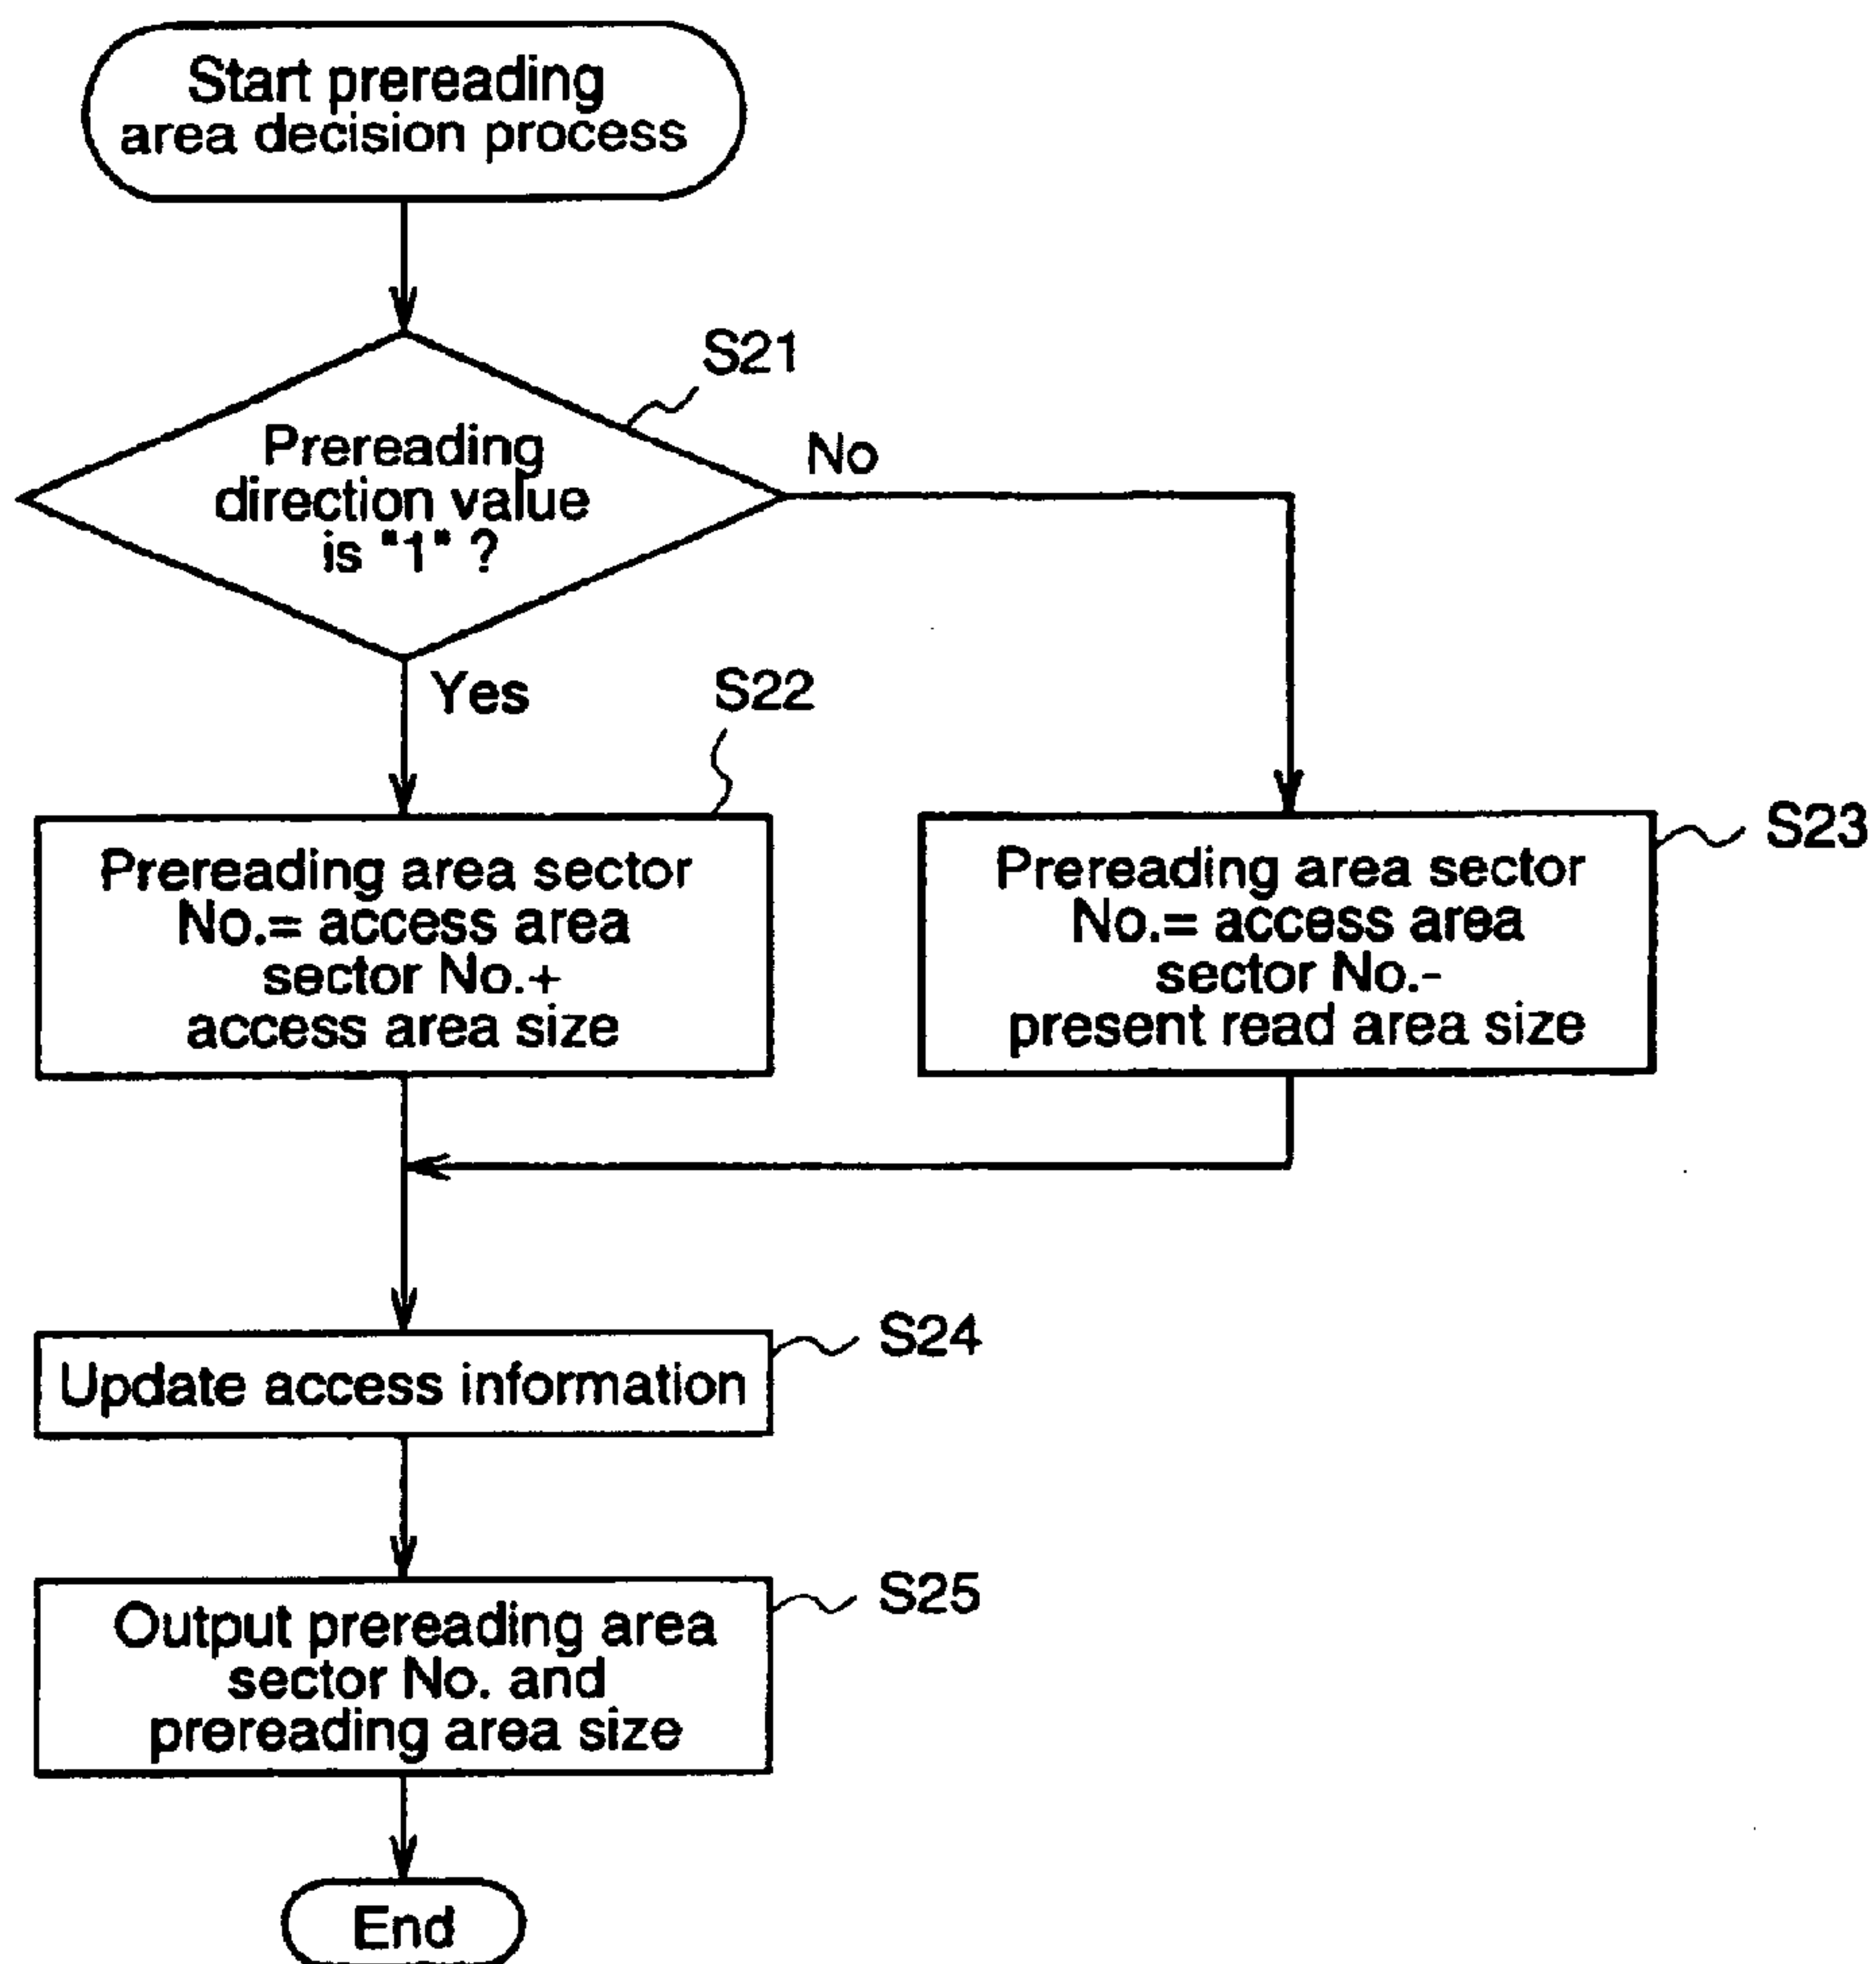 Start prereading
area decision process
S21
Prereading
direction value
is "1" ?
No
Yes
S22
Prereading area sector
No.= access area
sector No.+
access area size
S23
Prereading area sector
No.= access area
sector No.-
present read area size
S24
Update access information
S25
Output prereading area
sector No. and
prereading area size
End